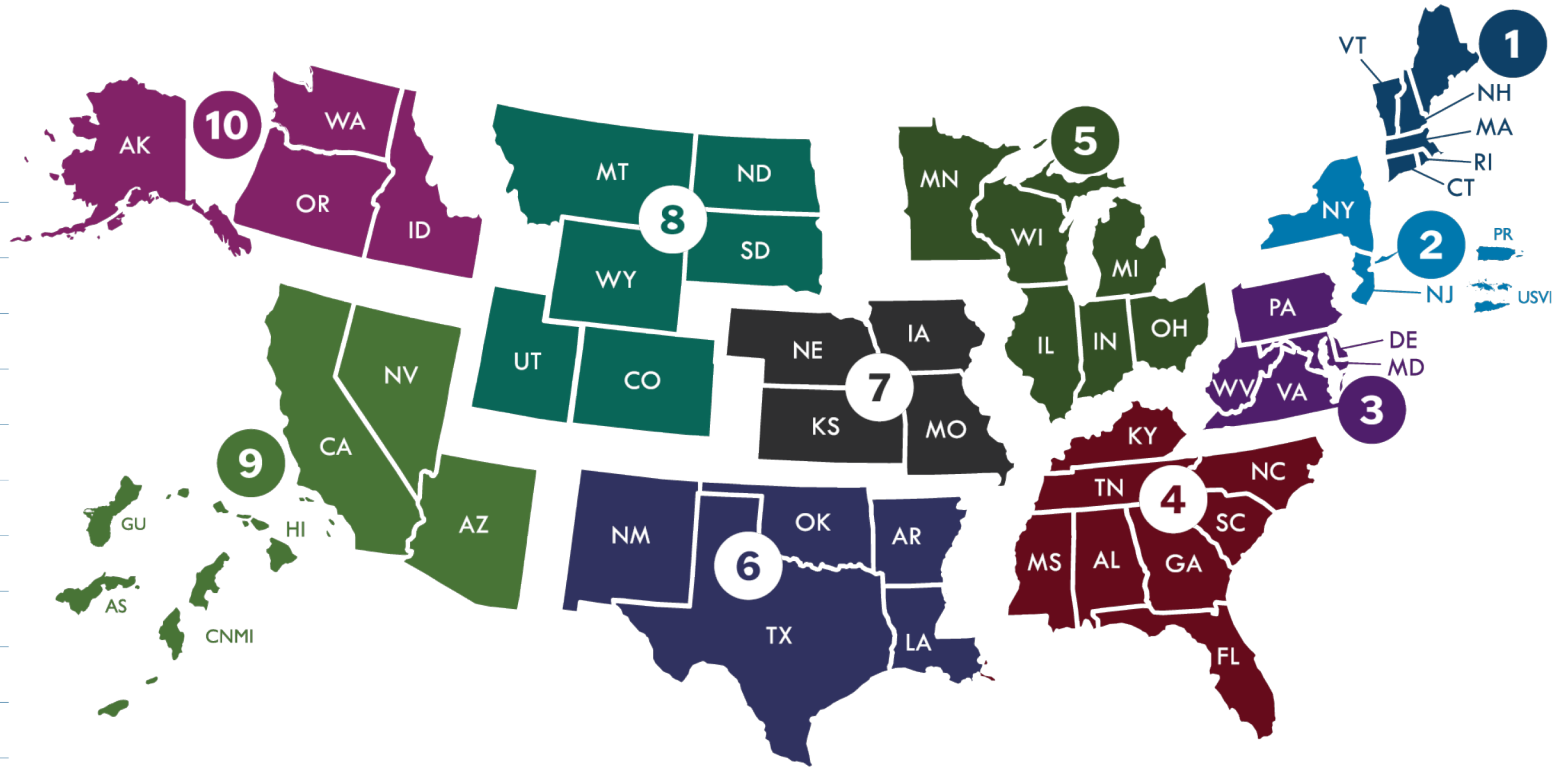 1
VT
NH
MA
RI
CT
10
WA
AK
OR
ID
5
MN
WI
MI
IL
IN
OH
MT
ND
8
SD
WY
UT
CO
NY
2
PR
NJ
USVI
PA
DE
MD
WV
VA
3
NE
IA
7
KS
MO
CA
NV
9
AZ
GU
HI
AS
CNMI
KY
NC
TN
4
SC
MS
AL
GA
FL
NM
OK
AR
6
TX
LA